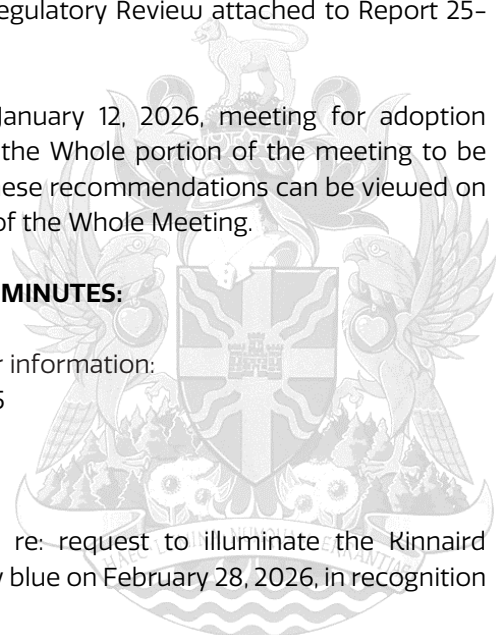 egulatory Review attached to Report 25-
January 12, 2026, meeting for adoption
the Whole portion of the meeting to be
hese recommendations can be viewed on
of the Whole Meeting.
MINUTES:
r information:
5
re: request to illuminate the Kinnaird
y blue on February 28, 2026, in recognition